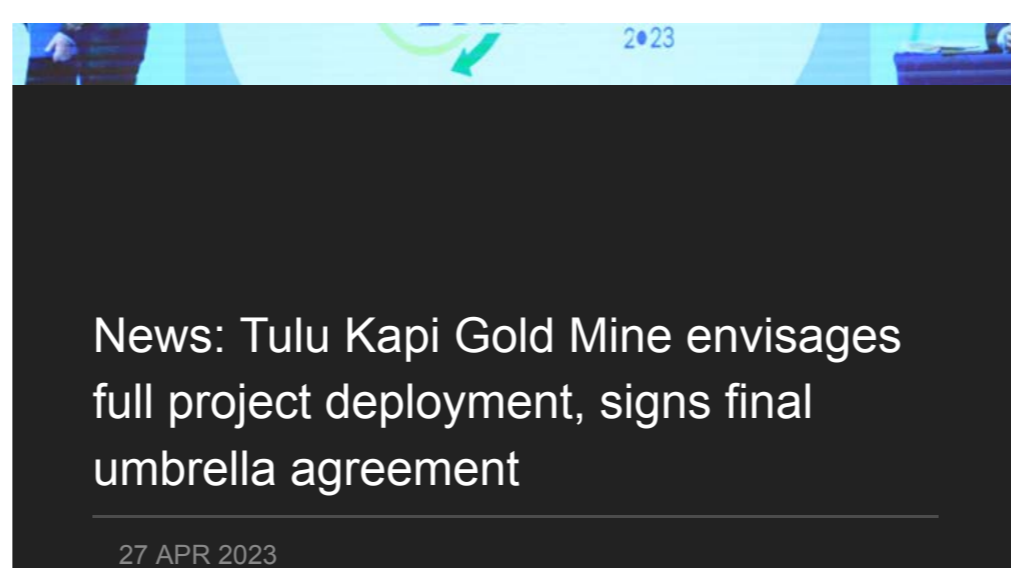 2023
News: Tulu Kapi Gold Mine envisages
full project deployment, signs final
umbrella agreement
27 APR 2023